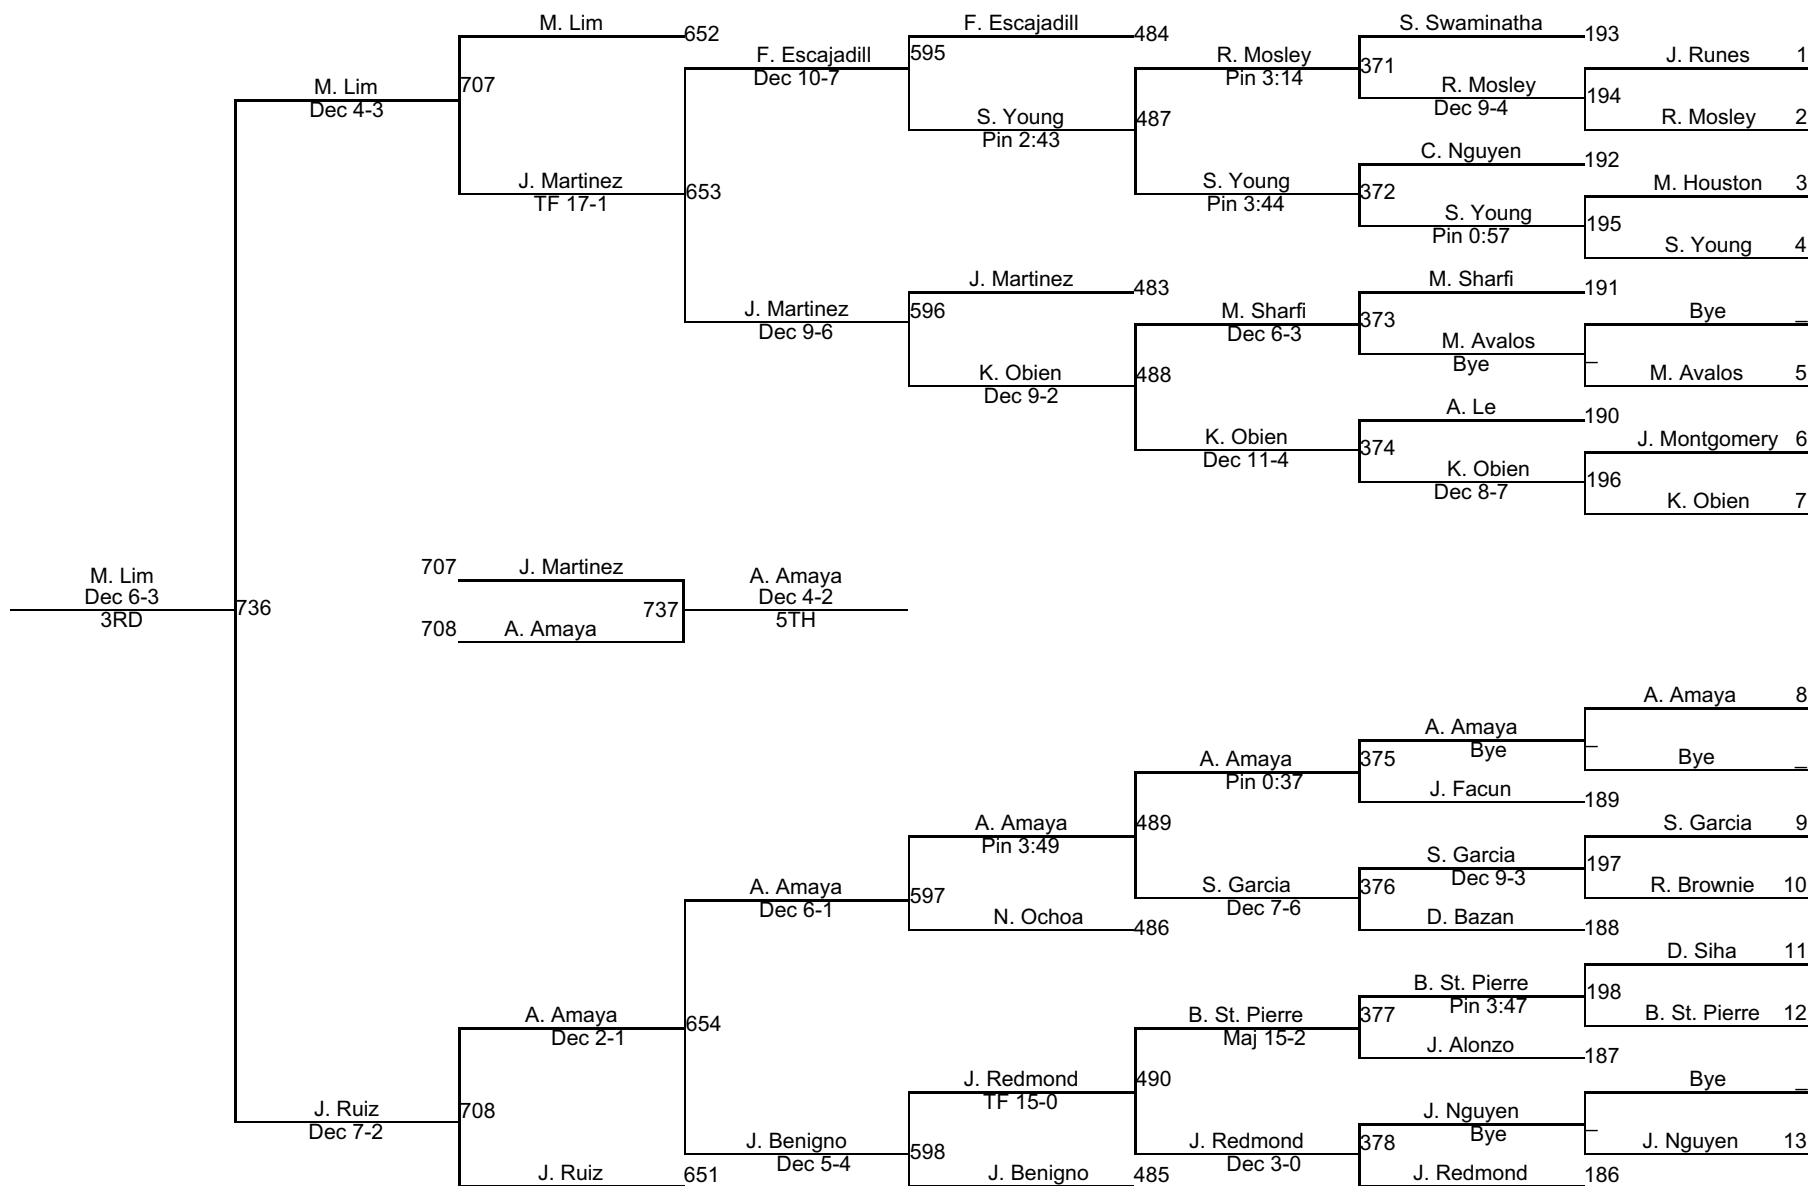 M. Lim
652
F. Escajadill
484
S. Swaminatha
193
J. Runes 1
F. Escajadill
Dec 10-7
595
R. Mosley
Pin 3:14
371
R. Mosley
Dec 9-4
194
R. Mosley 2
M. Lim
Dec 4-3
707
S. Young
Pin 2:43
487
C. Nguyen
192
M. Houston 3
J. Martinez
TF 17-1
653
S. Young
Pin 3:44
372
S. Young
Pin 0:57
195
S. Young 4
J. Martinez
483
M. Sharfi
191
Bye _
J. Martinez
Dec 9-6
596
M. Sharfi
Dec 6-3
373
M. Avalos
Bye
_
M. Avalos 5
K. Obien
Dec 9-2
488
A. Le
190
J. Montgomery 6
K. Obien
Dec 11-4
374
K. Obien
Dec 8-7
196
K. Obien 7
M. Lim
Dec 6-3
3RD
736
707 J. Martinez
708 A. Amaya
737
A. Amaya
Dec 4-2
5TH
A. Amaya 8
A. Amaya
Bye
_
Bye _
A. Amaya
Pin 0:37
375
J. Facun
189
A. Amaya
Pin 3:49
489
S. Garcia 9
S. Garcia
Dec 9-3
197
R. Brownie 10
A. Amaya
Dec 6-1
597
S. Garcia
Dec 7-6
376
N. Ochoa
486
D. Bazan
188
D. Siha 11
B. St. Pierre
Pin 3:47
198
B. St. Pierre 12
A. Amaya
Dec 2-1
654
B. St. Pierre
Maj 15-2
377
J. Alonzo
187
J. Redmond
TF 15-0
490
Bye _
J. Ruiz
Dec 7-2
708
J. Nguyen
Bye
_
J. Nguyen 13
J. Benigno
Dec 5-4
598
J. Redmond
Dec 3-0
378
J. Ruiz
651
J. Benigno
485
J. Redmond
186